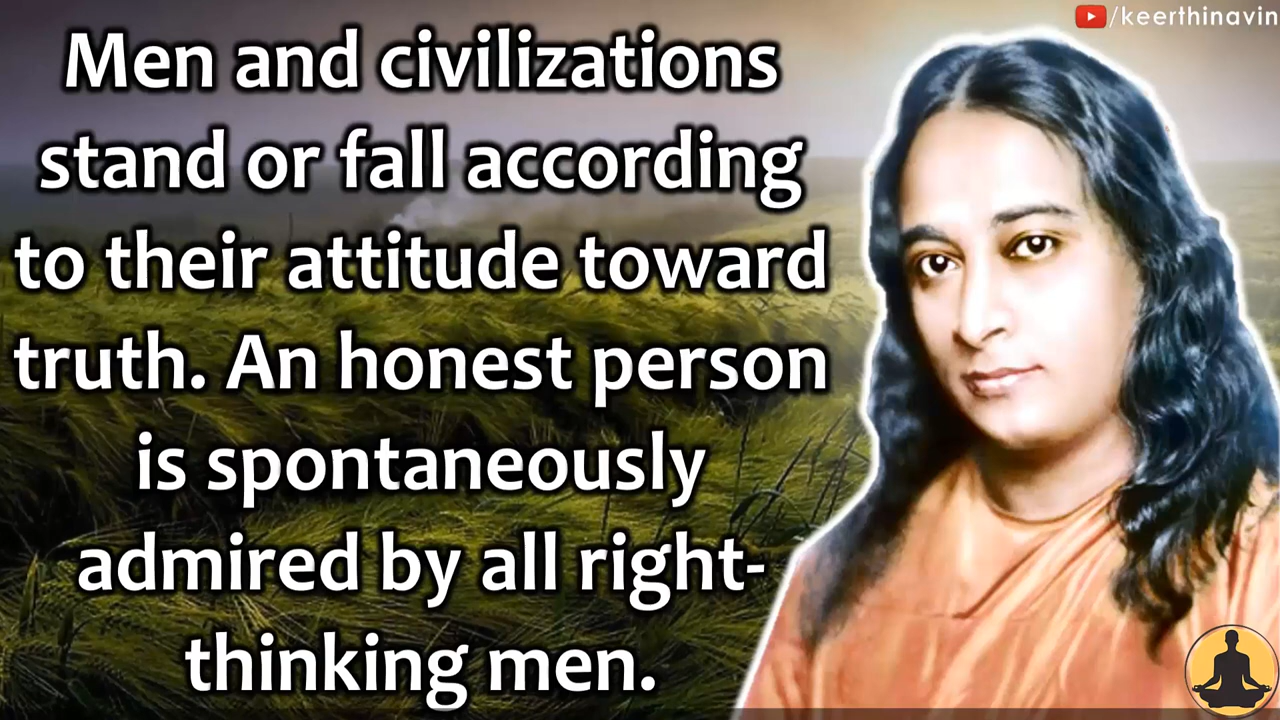 /keerthinavin
Men and civilizations
stand or fall according
to their attitude toward
truth. An honest person
is spontaneously
admired by all right-
thinking men.